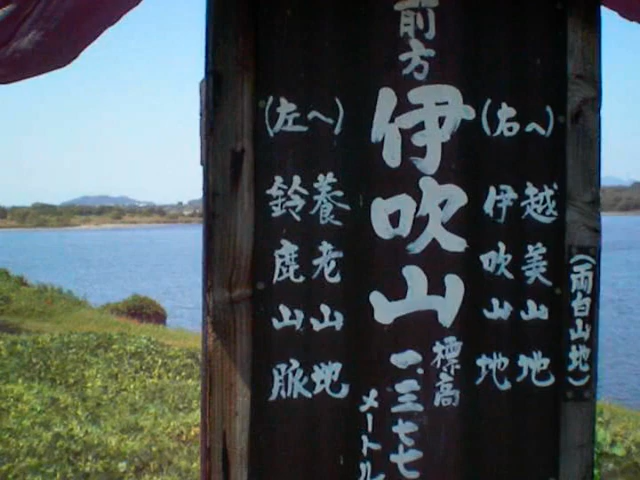 (両白山地)
(右へ)
越美山地
伊吹山地
前方
伊吹山
標高
一、三七七
メートル
(左へ)
養老山地
鈴鹿山脈